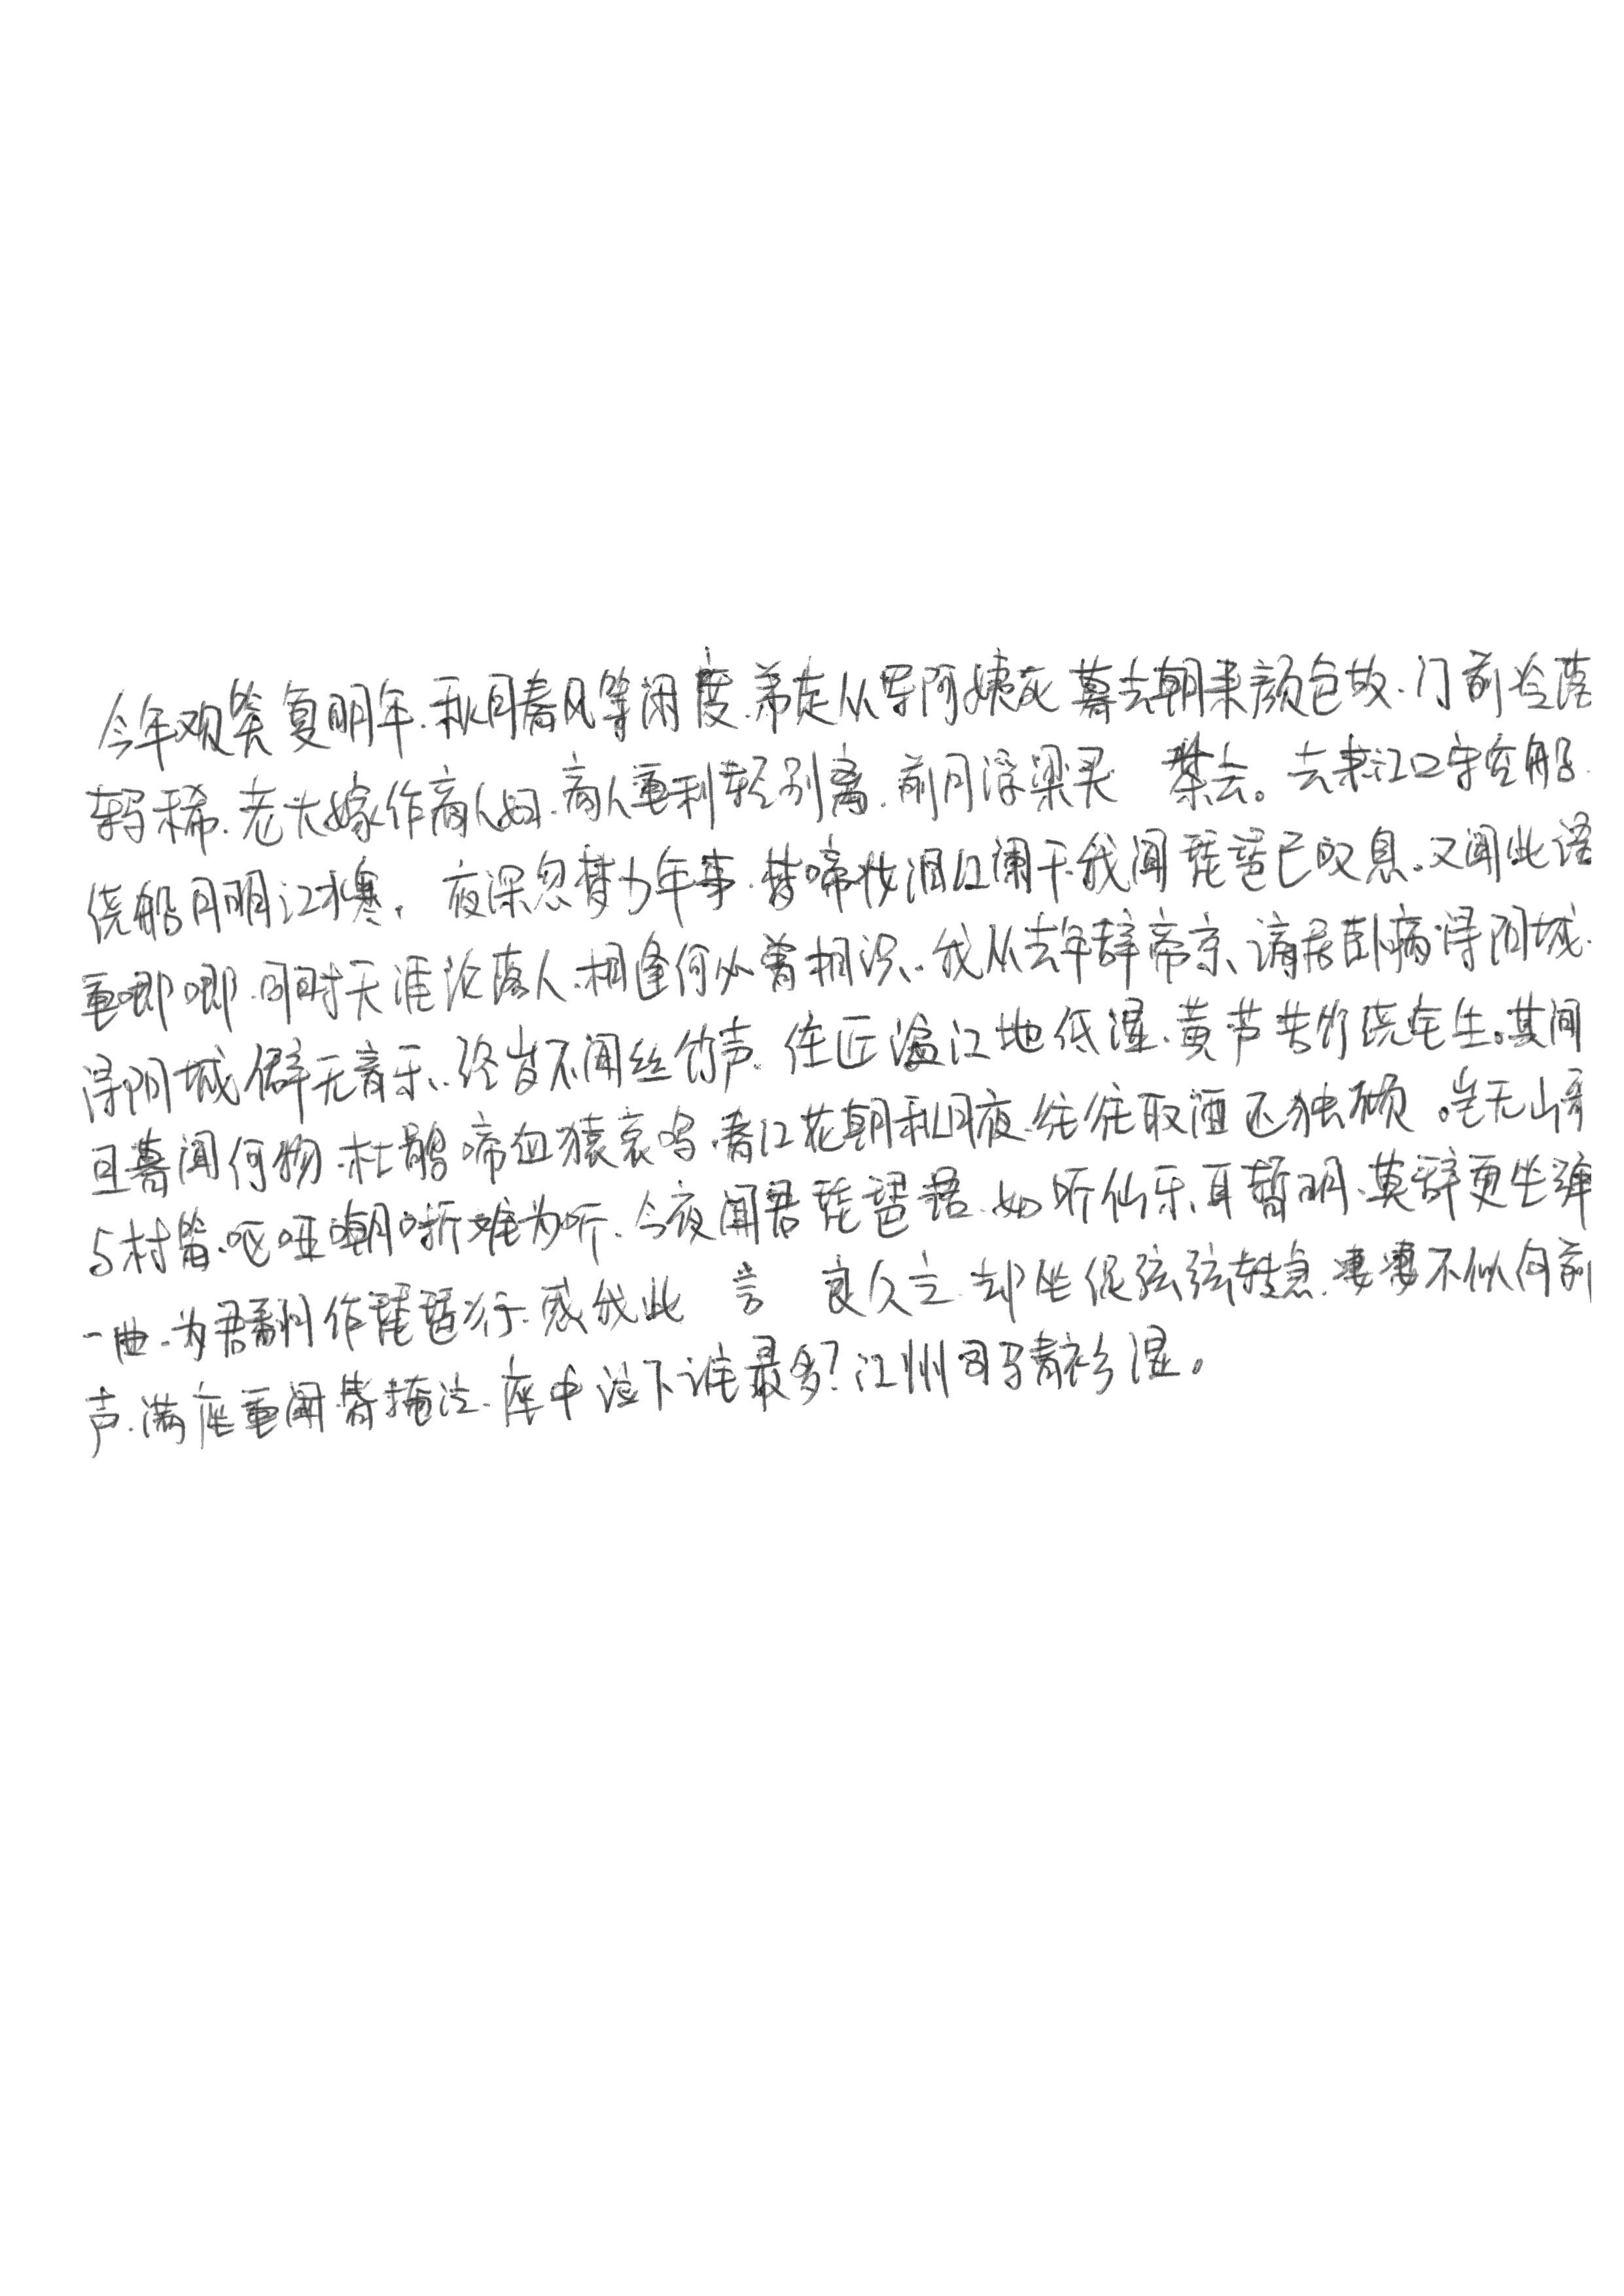 今年欢笑复明年.秋月春风等闲度.弟走从军阿姨死 暮去朝来颜色故.门前冷落
鞍马稀.老大嫁作商人妇.商人重利轻别离.前月浮梁买 茶去。去来江口守空船.
绕船月明江水寒. 夜深忽梦少年事.梦啼妆泪红阑干.我闻琵琶已叹息.又闻此语
重唧唧.同时天涯沦落人.相逢何必曾相识.我从去年辞帝京、谪居卧病浔阳城.
浔阳城僻无音乐、终岁不闻丝竹声.住近湓江地低湿.黄芦苦竹绕宅生。其间
旦暮闻何物.杜鹃啼血猿哀鸣.春江花朝秋月夜.往往取酒还独倾。岂无山歌
与村笛.呕哑嘲哳难为听.今夜闻君琵琶语.如听仙乐耳暂明.莫辞更坐弹
一曲.为君翻作琵琶行.感我此 言 良久立.却坐促弦弦转急.凄凄不似向前
声.满座重闻皆掩泣.座中泣下谁最多?江州司马青衫湿。